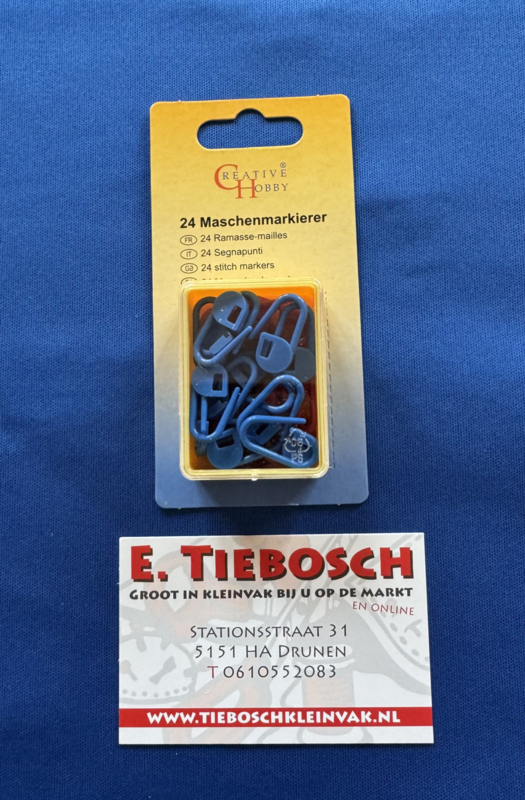 CREATIVE®
HOBBY
24 Maschenmarkierer
FR 24 Ramasse-mailles
IT 24 Segnapunti
GB 24 stitch markers
E. TIEBOSCH
GROOT IN KLEINVAK BIJ U OP DE MARKT
EN ONLINE
STATIONSSTRAAT 31
5151 HA DRUNEN
T 0610552083
WWW.TIEBOSCHKLEINVAK.NL